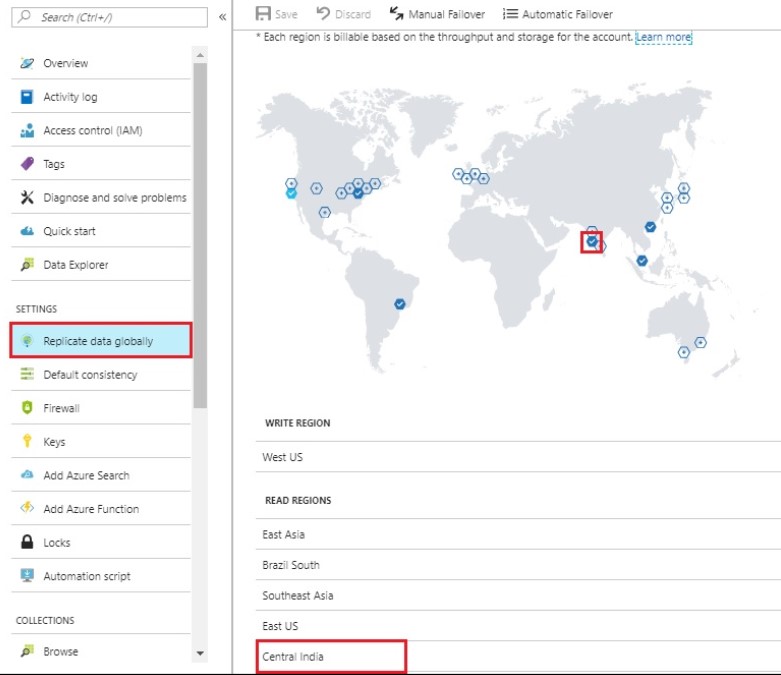 Search (Ctrl+/)
«
Save
Discard
Manual Failover
Automatic Failover
* Each region is billable based on the throughput and storage for the account. Learn more
Overview
Activity log
Access control (IAM)
Tags
Diagnose and solve problems
Quick start
Data Explorer
SETTINGS
Replicate data globally
Default consistency
Firewall
Keys
Add Azure Search
Add Azure Function
Locks
Automation script
COLLECTIONS
Browse
WRITE REGION
West US
READ REGIONS
East Asia
Brazil South
Southeast Asia
East US
Central India